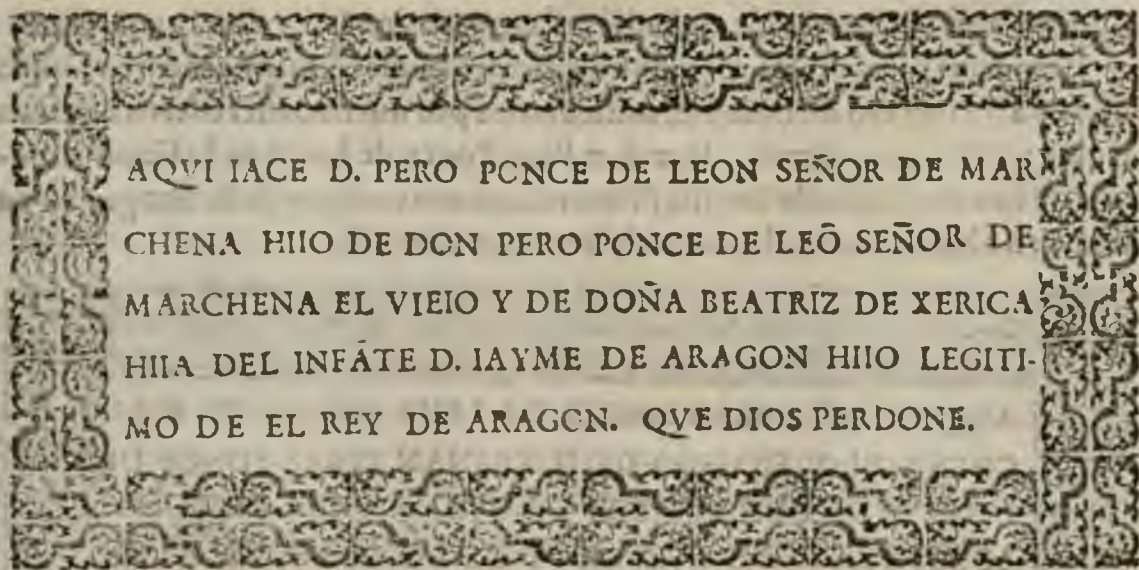 AQVI IACE D. PERO PONCE DE LEON SEÑOR DE MAR
CHENA HIIO DE DON PERO PONCE DE LEÕ SEÑOR DE
MARCHENA EL VIEIO Y DE DOÑA BEATRIZ DE XERICA
HIIA DEL INFÃTE D. IAYME DE ARAGON HIIO LEGITI-
MO DE EL REY DE ARAGON. QVE DIOS PERDONE.